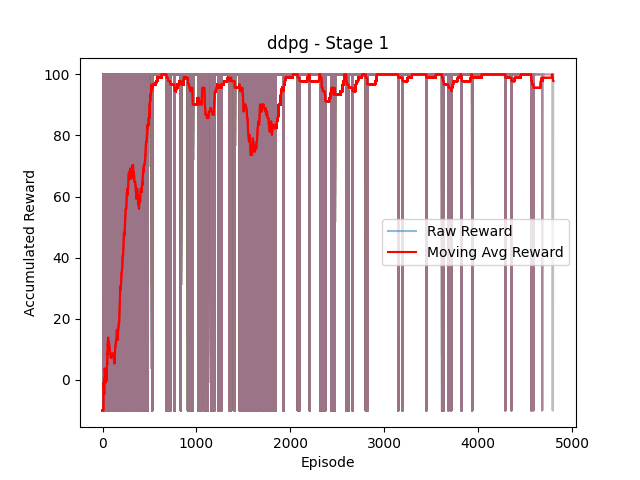 ddpg - Stage 1
Accumulated Reward
100
80
60
40
20
0
Raw Reward
Moving Avg Reward
0 1000 2000 3000 4000 5000
Episode